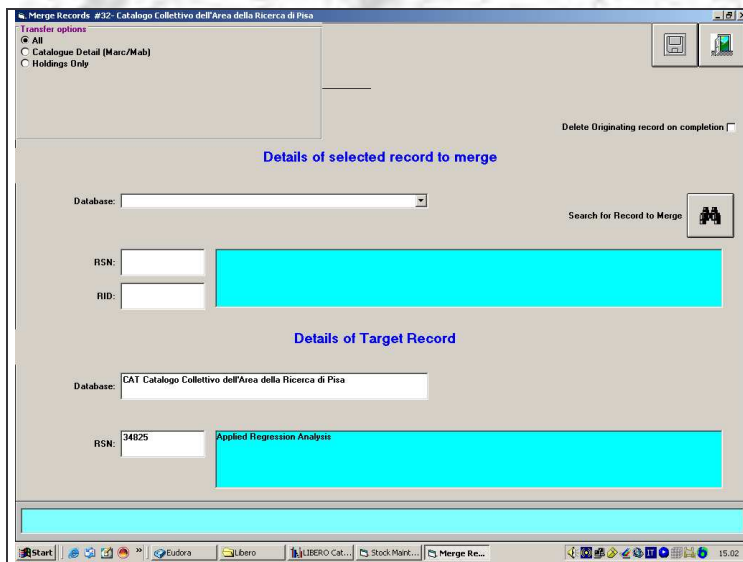 Merge Records #32- Catalogo Collettivo dell'Area della Ricerca di Pisa
Transfer options
All
Catalogue Detail (Marc/Mab)
Holdings Only
Delete Originating record on completion
Details of selected record to merge
Database:
Search for Record to Merge
RSN:
RID:
Details of Target Record
Database: CAT Catalogo Collettivo dell'Area della Ricerca di Pisa
RSN: 34825 Applied Regression Analysis
Start » Eudora Libero LIBERO Cat... Stock Maint... Merge Re... IT 15.02